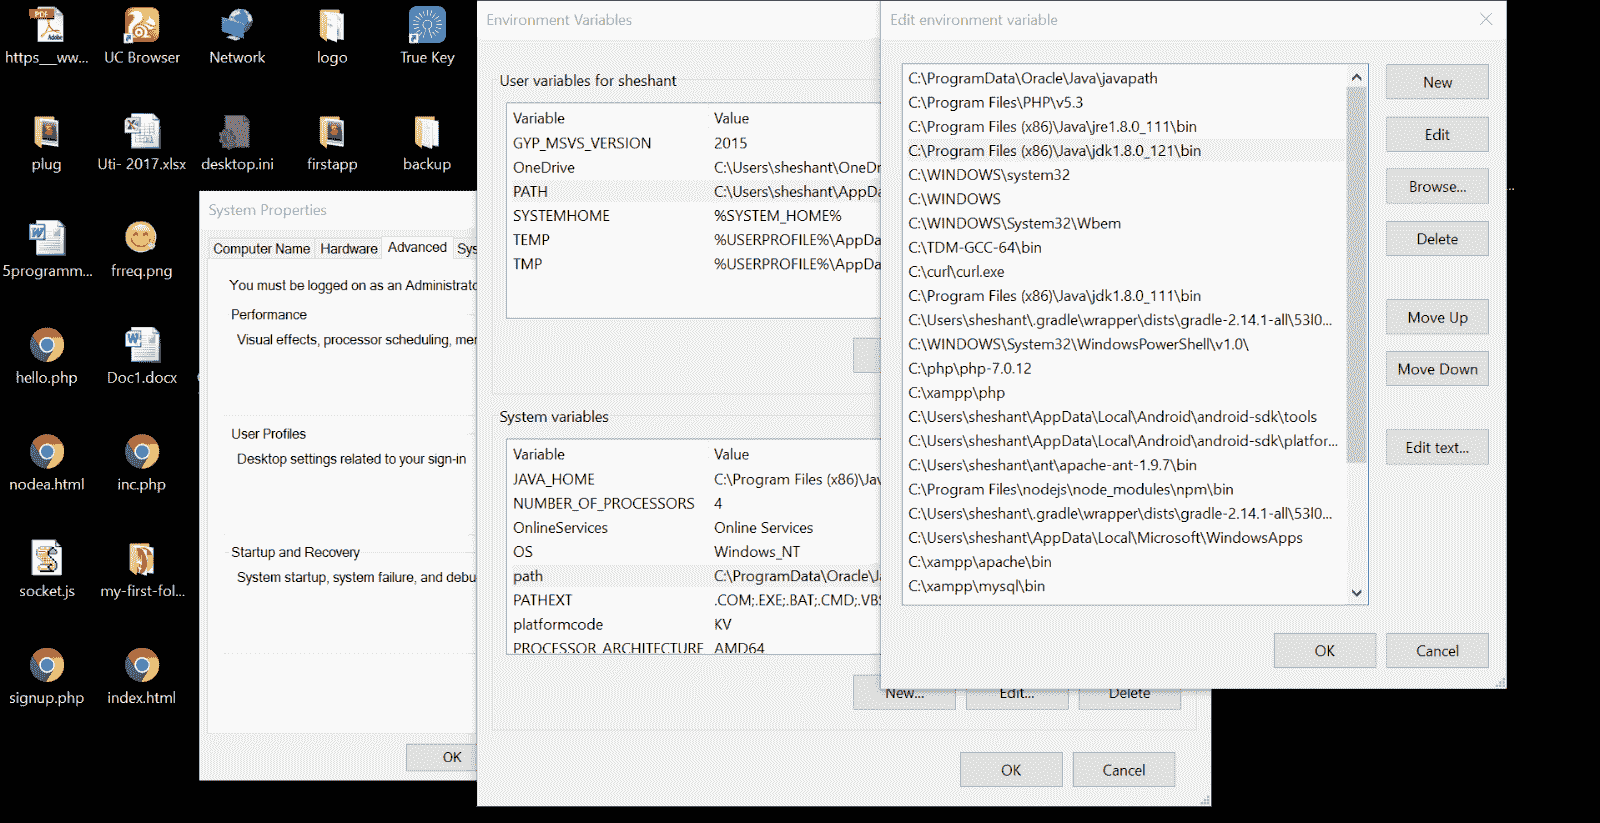 https___ww...
UC Browser
Network
logo
True Key
plug
Uti- 2017.xlsx
desktop.ini
firstapp
backup
5programm...
frreq.png
hello.php
Doc1.docx
nodea.html
inc.php
socket.js
my-first-fol...
signup.php
index.html
System Properties
Computer Name
Hardware
Advanced
Sys
You must be logged on as an Administrato
Performance
Visual effects, processor scheduling, mem
User Profiles
Desktop settings related to your sign-in
Startup and Recovery
System startup, system failure, and debu
OK
Environment Variables
User variables for sheshant
Variable Value
GYP_MSVS_VERSION 2015
OneDrive C:\Users\sheshant\OneDr
PATH C:\Users\sheshant\AppDa
SYSTEMHOME %SYSTEM_HOME%
TEMP %USERPROFILE%\AppDa
TMP %USERPROFILE%\AppDa
System variables
Variable Value
JAVA_HOME C:\Program Files (x86)\Jav
NUMBER_OF_PROCESSORS 4
OnlineServices Online Services
OS Windows_NT
path C:\ProgramData\Oracle\Ja
PATHEXT .COM;.EXE;.BAT;.CMD;.VBS
platformcode KV
PROCESSOR_ARCHITECTURE AMD64
New...
Edit...
Delete
OK
Cancel
Edit environment variable
C:\ProgramData\Oracle\Java\javapath
C:\Program Files\PHP\v5.3
C:\Program Files (x86)\Java\jre1.8.0_111\bin
C:\Program Files (x86)\Java\jdk1.8.0_121\bin
C:\WINDOWS\system32
C:\WINDOWS
C:\WINDOWS\System32\Wbem
C:\TDM-GCC-64\bin
C:\curl\curl.exe
C:\Program Files (x86)\Java\jdk1.8.0_111\bin
C:\Users\sheshant\.gradle\wrapper\dists\gradle-2.14.1-all\53l0...
C:\WINDOWS\System32\WindowsPowerShell\v1.0\
C:\php\php-7.0.12
C:\xampp\php
C:\Users\sheshant\AppData\Local\Android\android-sdk\tools
C:\Users\sheshant\AppData\Local\Android\android-sdk\platfor...
C:\Users\sheshant\ant\apache-ant-1.9.7\bin
C:\Program Files\nodejs\node_modules\npm\bin
C:\Users\sheshant\.gradle\wrapper\dists\gradle-2.14.1-all\53l0...
C:\Users\sheshant\AppData\Local\Microsoft\WindowsApps
C:\xampp\apache\bin
C:\xampp\mysql\bin
New
Edit
Browse...
Delete
Move Up
Move Down
Edit text...
OK
Cancel